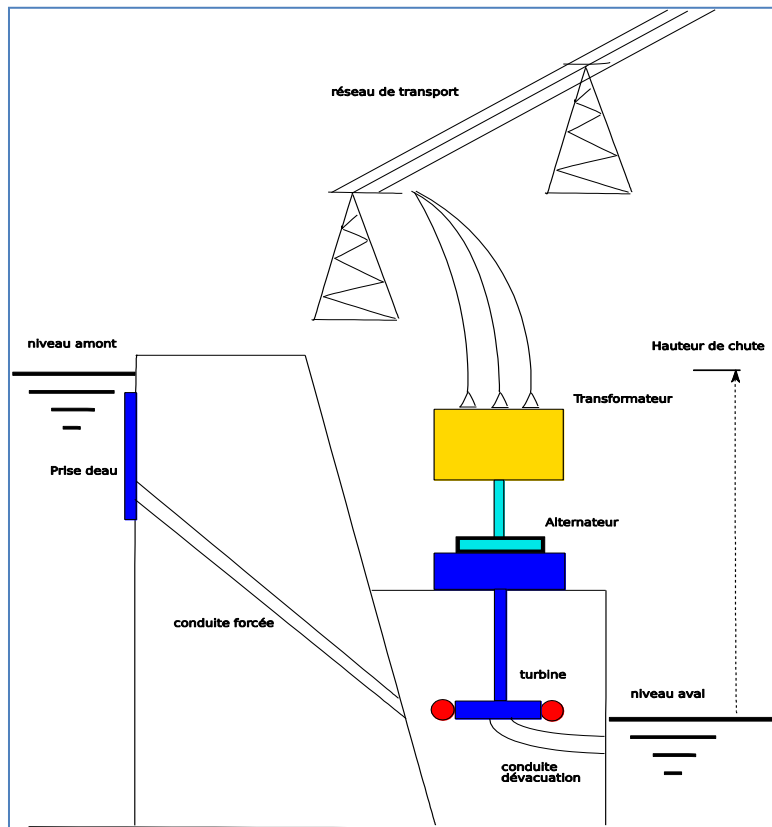 réseau de transport
niveau amont
Hauteur de chute
Transformateur
Prise deau
Alternateur
conduite forcée
turbine
niveau aval
conduite
dévacuation